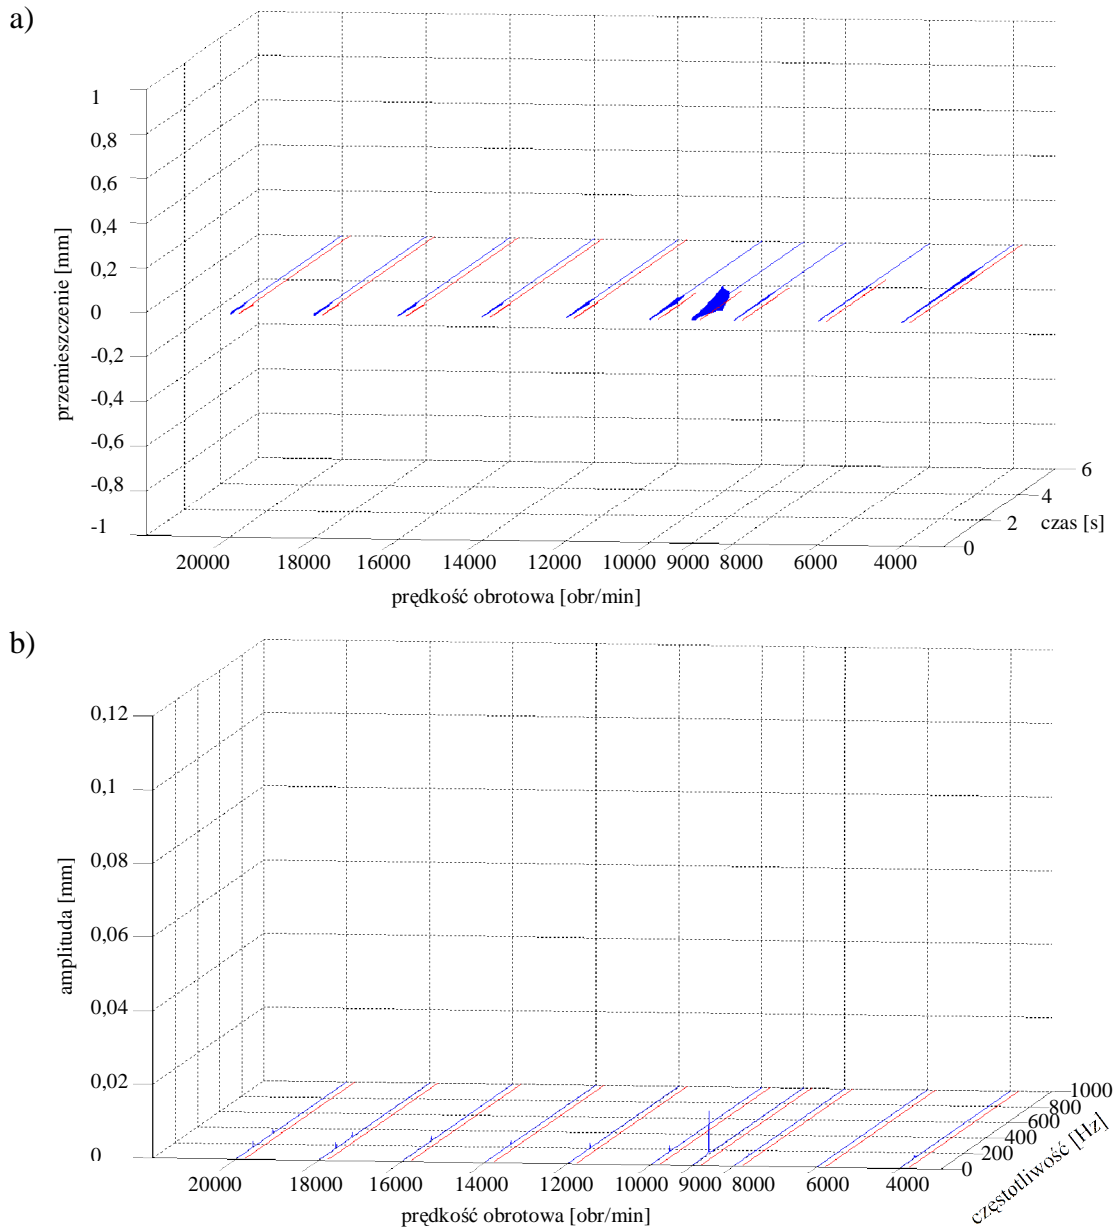 a)
1
0,8
0,6
0,4
0,2
0
-0,2
-0,4
-0,6
-0,8
-1
przemieszczenie [mm]
6
4
2
0
czas [s]
20000 18000 16000 14000 12000 10000 9000 8000 6000 4000
prędkość obrotowa [obr/min]
b)
0,12
0,1
0,08
0,06
0,04
0,02
0
amplituda [mm]
1000
800
600
400
200
0
częstotliwość [Hz]
20000 18000 16000 14000 12000 10000 9000 8000 6000 4000
prędkość obrotowa [obr/min]